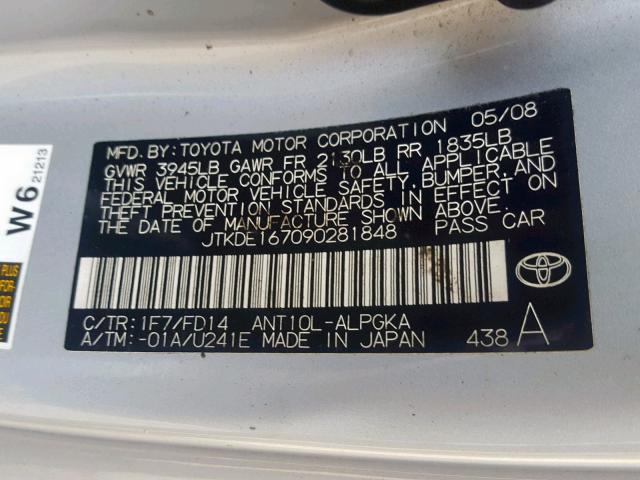 MFD.BY:TOYOTA MOTOR CORPORATION 05/08
GVWR 3945LB GAWR FR 2130LB RR 1835LB
THIS VEHICLE CONFORMS TO ALL APPLICABLE
FEDERAL MOTOR VEHICLE SAFETY,BUMPER,AND
THEFT PREVENTION STANDARDS IN EFFECT ON
THE DATE OF MANUFACTURE SHOWN ABOVE.
JTKDE167090281848 PASS CAR
C/TR:1F7/FD14 ANT10L-ALPGKA
A/TM:-01A/U241E MADE IN JAPAN 438 A
W6 21213
PLUS